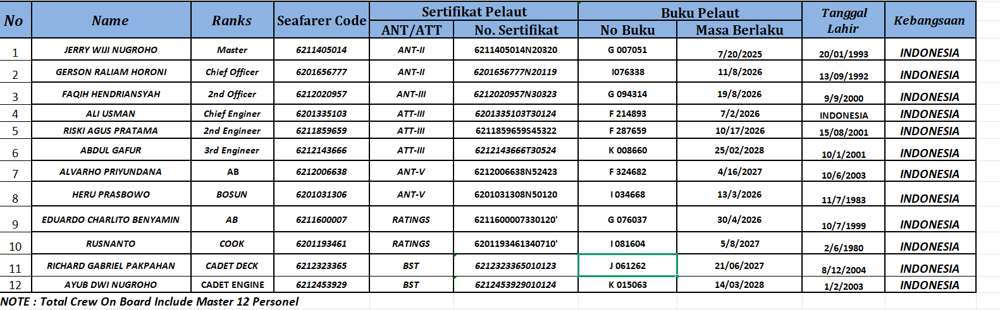 No Name Ranks Seafarer Code Sertifikat Pelaut Buku Pelaut Tanggal Lahir Kebangsaan
ANT/ATT No. Sertifikat No Buku Masa Berlaku
1 JERRY WIJI NUGROHO Master 6211405014 ANT-II 6211405014N20320 G 007051 7/20/2025 20/01/1993 INDONESIA
2 GERSON RALIAM HORONI Chief Officer 6201656777 ANT-II 6201656777N20119 I076338 11/8/2026 13/09/1992 INDONESIA
3 FAQIH HENDRIANSYAH 2nd Officer 6212020957 ANT-III 6212020957N30323 G 094314 19/8/2026 9/9/2000 INDONESIA
4 ALI USMAN Chief Enginer 6201335103 ATT-III 6201335103T30124 F 214893 7/2/2026 INDONESIA INDONESIA
5 RISKI AGUS PRATAMA 2nd Engineer 6211859659 ATT-III 6211859659S45322 F 287659 10/17/2026 15/08/2001 INDONESIA
6 ABDUL GAFUR 3rd Engineer 6212143666 ATT-III 6212143666T30524 K 008660 25/02/2028 10/1/2001 INDONESIA
7 ALVARHO PRIYUNDANA AB 6212006638 ANT-V 6212006638N52423 F 324682 4/16/2027 10/6/2003 INDONESIA
8 HERU PRASBOWO BOSUN 6201031306 ANT-V 6201031308N50120 I 034668 13/3/2026 11/7/1983 INDONESIA
9 EDUARDO CHARLITO BENYAMIN AB 6211600007 RATINGS 6211600007330120' G 076037 30/4/2026 10/7/1999 INDONESIA
10 RUSNANTO COOK 6201193461 RATINGS 6201193461340710' I 081604 5/8/2027 2/6/1980 INDONESIA
11 RICHARD GABRIEL PAKPAHAN CADET DECK 6212323365 BST 6212323365010123 J 061262 21/06/2027 8/12/2004 INDONESIA
12 AYUB DWI NUGROHO CADET ENGINE 6212453929 BST 6212453929010124 K 015063 14/03/2028 1/2/2003 INDONESIA
NOTE : Total Crew On Board Include Master 12 Personel